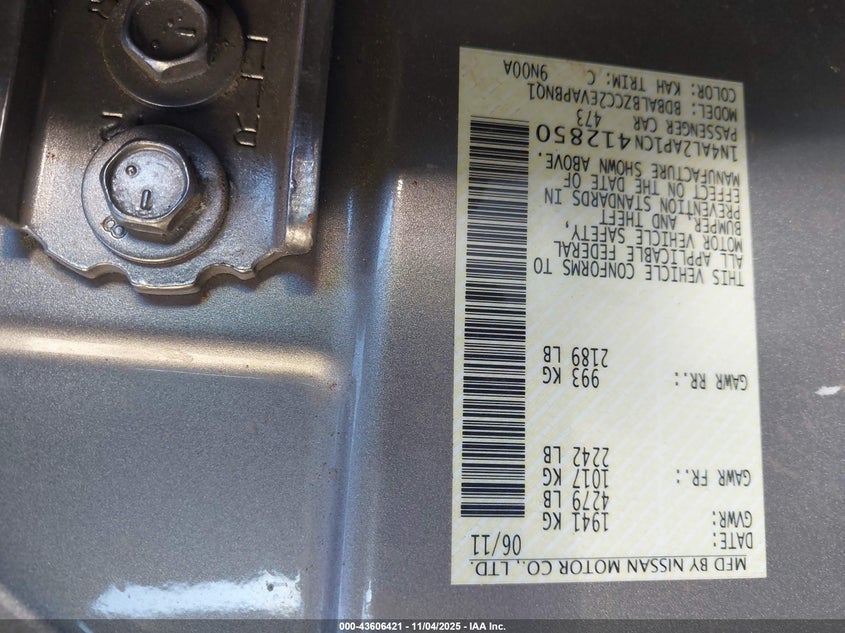 MFD BY NISSAN MOTOR CO., LTD.
DATE: 06/11
GVWR: 1941 KG
4279 LB
GAWR FR.: 1017 KG
2242 LB
GAWR RR.: 993 KG
2189 LB
THIS VEHICLE CONFORMS TO
ALL APPLICABLE FEDERAL
MOTOR VEHICLE SAFETY,
BUMPER AND THEFT
PREVENTION STANDARDS IN
EFFECT ON THE DATE OF
MANUFACTURE SHOWN ABOVE.
1N4AL2AP1CN412850
PASSENGER CAR 473
MODEL: BDBALBZCC2EVAPBNQ1
COLOR: KAH TRIM: C 9N00A
8
000-43606421 - 11/04/2025 - IAA Inc.